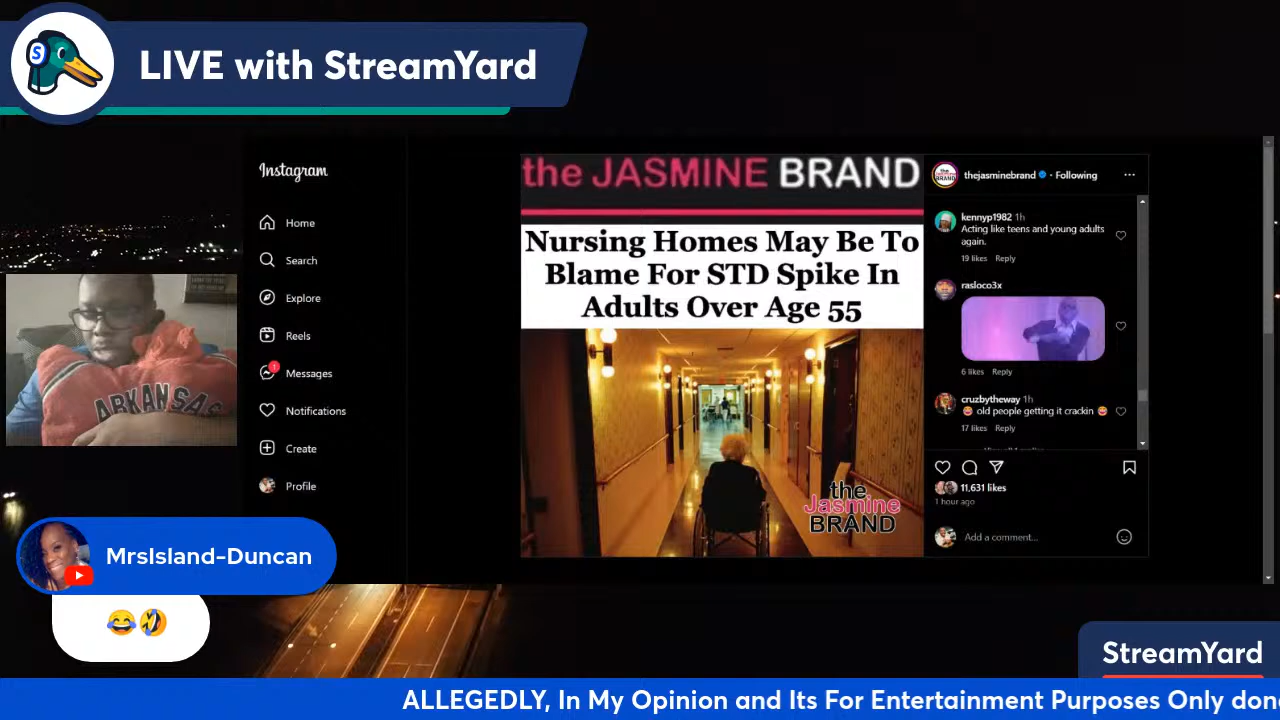 LIVE with StreamYard
Instagram
Home
Search
Explore
Reels
1
Messages
Notifications
Create
Profile
ARKANSAS
the JASMINE BRAND
Nursing Homes May Be To
Blame For STD Spike In
Adults Over Age 55
the
Jasmine
BRAND
thejasminebrand • Following
kennyp1982 1h
Acting like teens and young adults
again.
19 likes Reply
rasloco3x
6 likes Reply
cruzbytheway 1h
😍 old people getting it crackin 😍
17 likes Reply
11,631 likes
1 hour ago
Add a comment...
MrsIsland-Duncan
😂🤣
StreamYard
ALLEGEDLY, In My Opinion and Its For Entertainment Purposes Only don